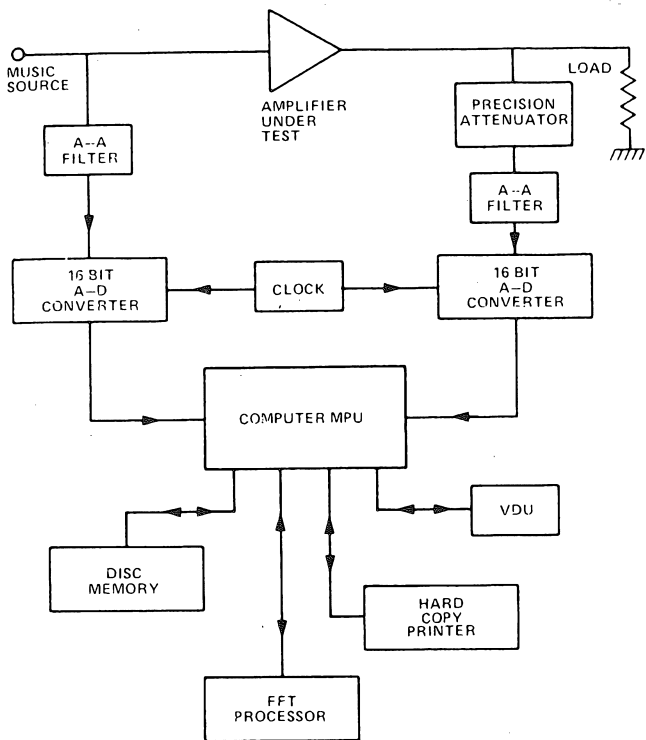 MUSIC
SOURCE
AMPLIFIER
UNDER
TEST
LOAD
PRECISION
ATTENUATOR
A--A
FILTER
A--A
FILTER
16 BIT
A--D
CONVERTER
CLOCK
16 BIT
A--D
CONVERTER
COMPUTER MPU
VDU
DISC
MEMORY
HARD
COPY
PRINTER
FFT
PROCESSOR